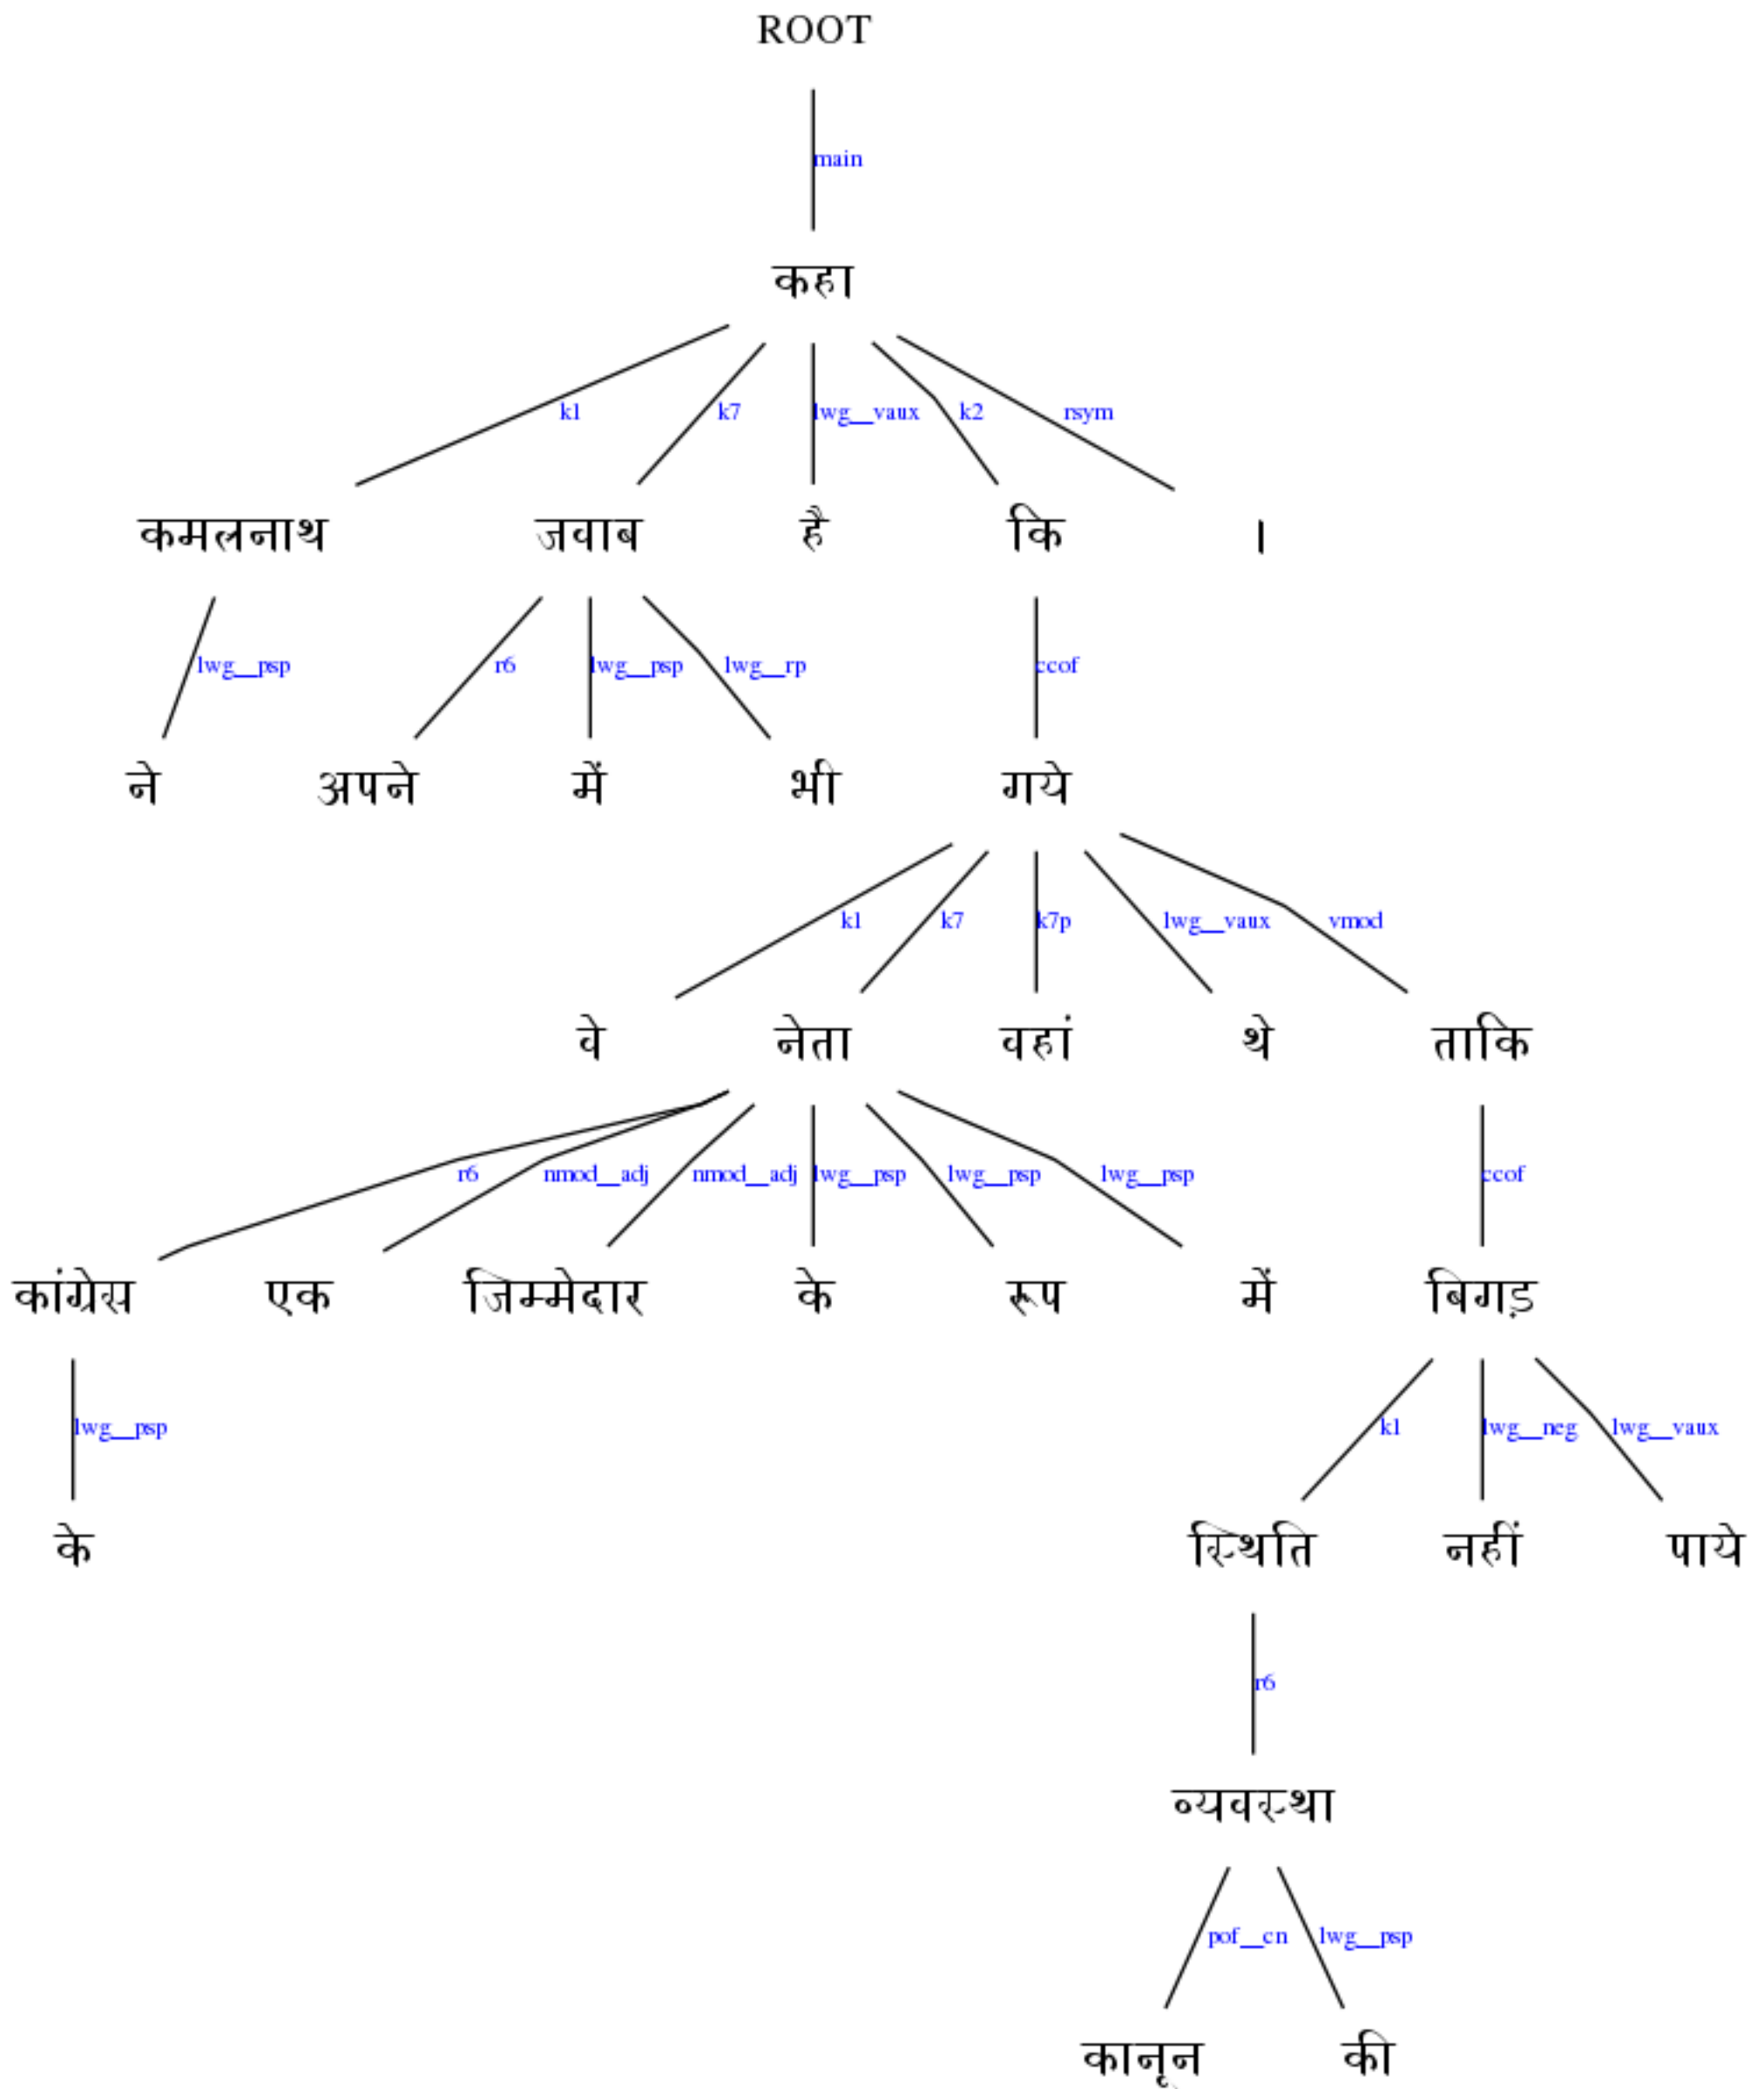 ROOT
main
कहा
k1 k7 lwg__vaux k2 rsym
कमलनाथ जवाब है कि ।
lwg__psp r6 lwg__psp lwg__rp ccof
ने अपने में भी गये
k1 k7 k7p lwg__vaux vmod
वे नेता वहां थे ताकि
r6 nmod__adj nmod__adj lwg__psp lwg__psp lwg__psp ccof
कांग्रेस एक जिम्मेदार के रूप में बिगड़
lwg__psp k1 lwg__neg lwg__vaux
के स्थिति नहीं पाये
r6
व्यवस्था
pof__cn lwg__psp
कानून की